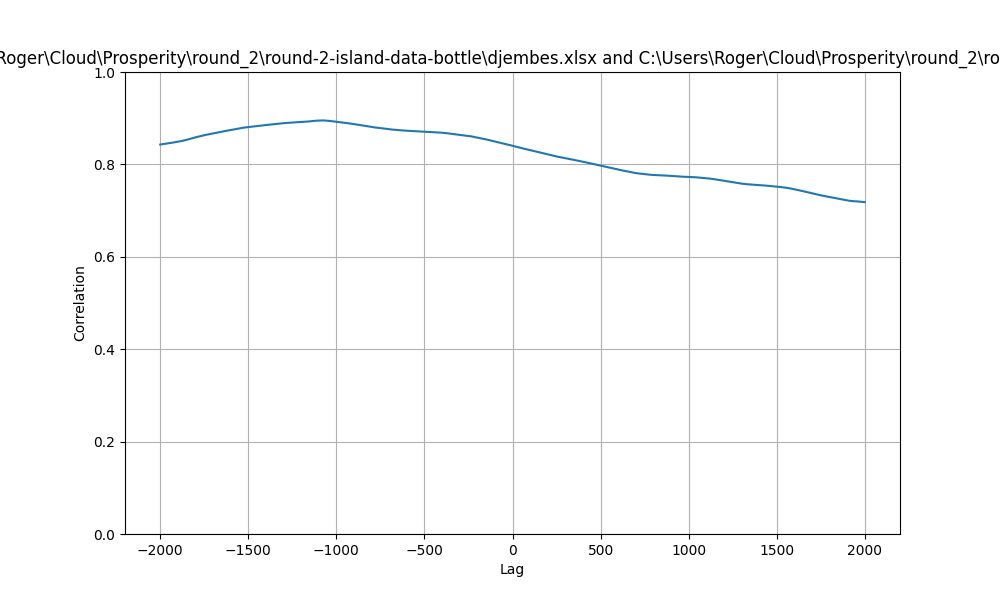 Roger\Cloud\Prosperity\round_2\round-2-island-data-bottle\djembes.xlsx and C:\Users\Roger\Cloud\Prosperity\round_2\ro
1.0
0.8
0.6
0.4
0.2
0.0
Correlation
−2000 −1500 −1000 −500 0 500 1000 1500 2000
Lag